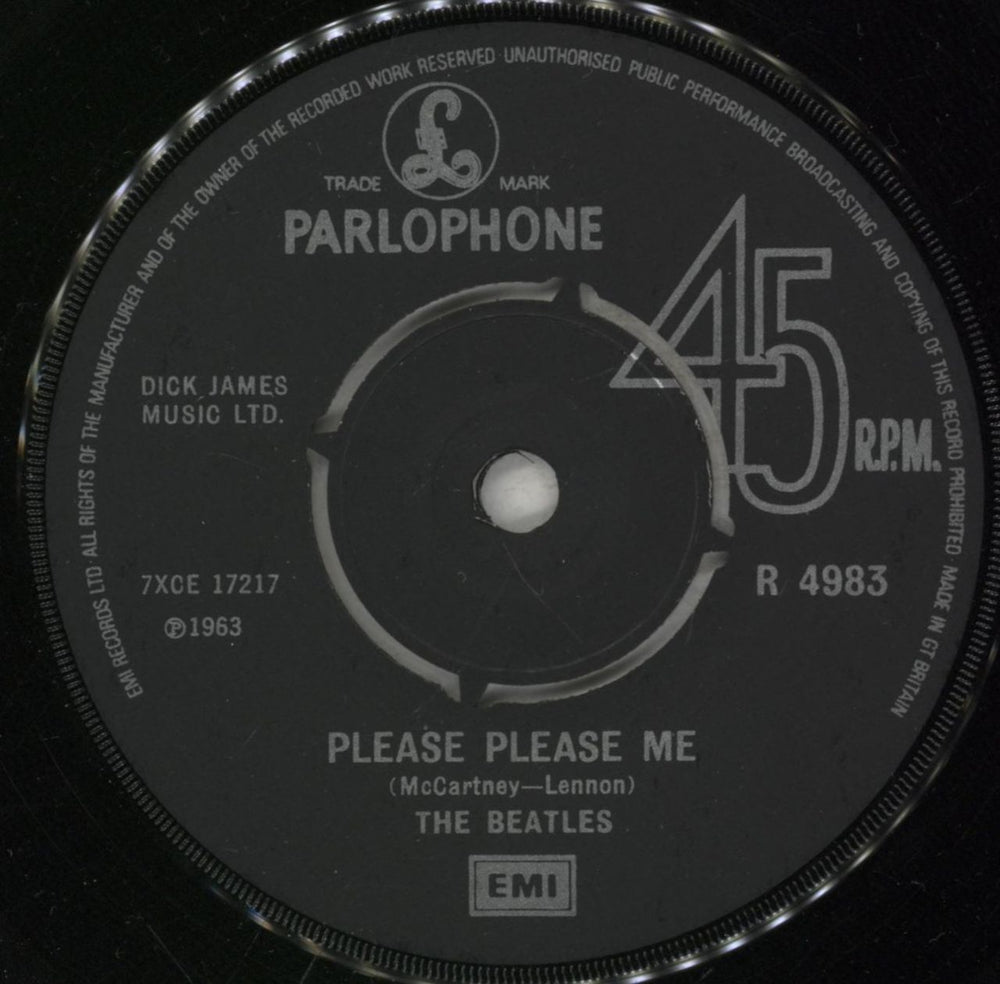 EMI RECORDS LTD · ALL RIGHTS OF THE MANUFACTURER AND OF THE OWNER OF THE RECORDED WORK RESERVED · UNAUTHORISED PUBLIC PERFORMANCE BROADCASTING AND COPYING OF THIS RECORD PROHIBITED MADE IN GT BRITAIN
£
TRADE MARK
PARLOPHONE
45 R.P.M.
DICK JAMES
MUSIC LTD.
7XCE 17217
R 4983
Ⓟ1963
PLEASE PLEASE ME
(McCartney—Lennon)
THE BEATLES
EMI